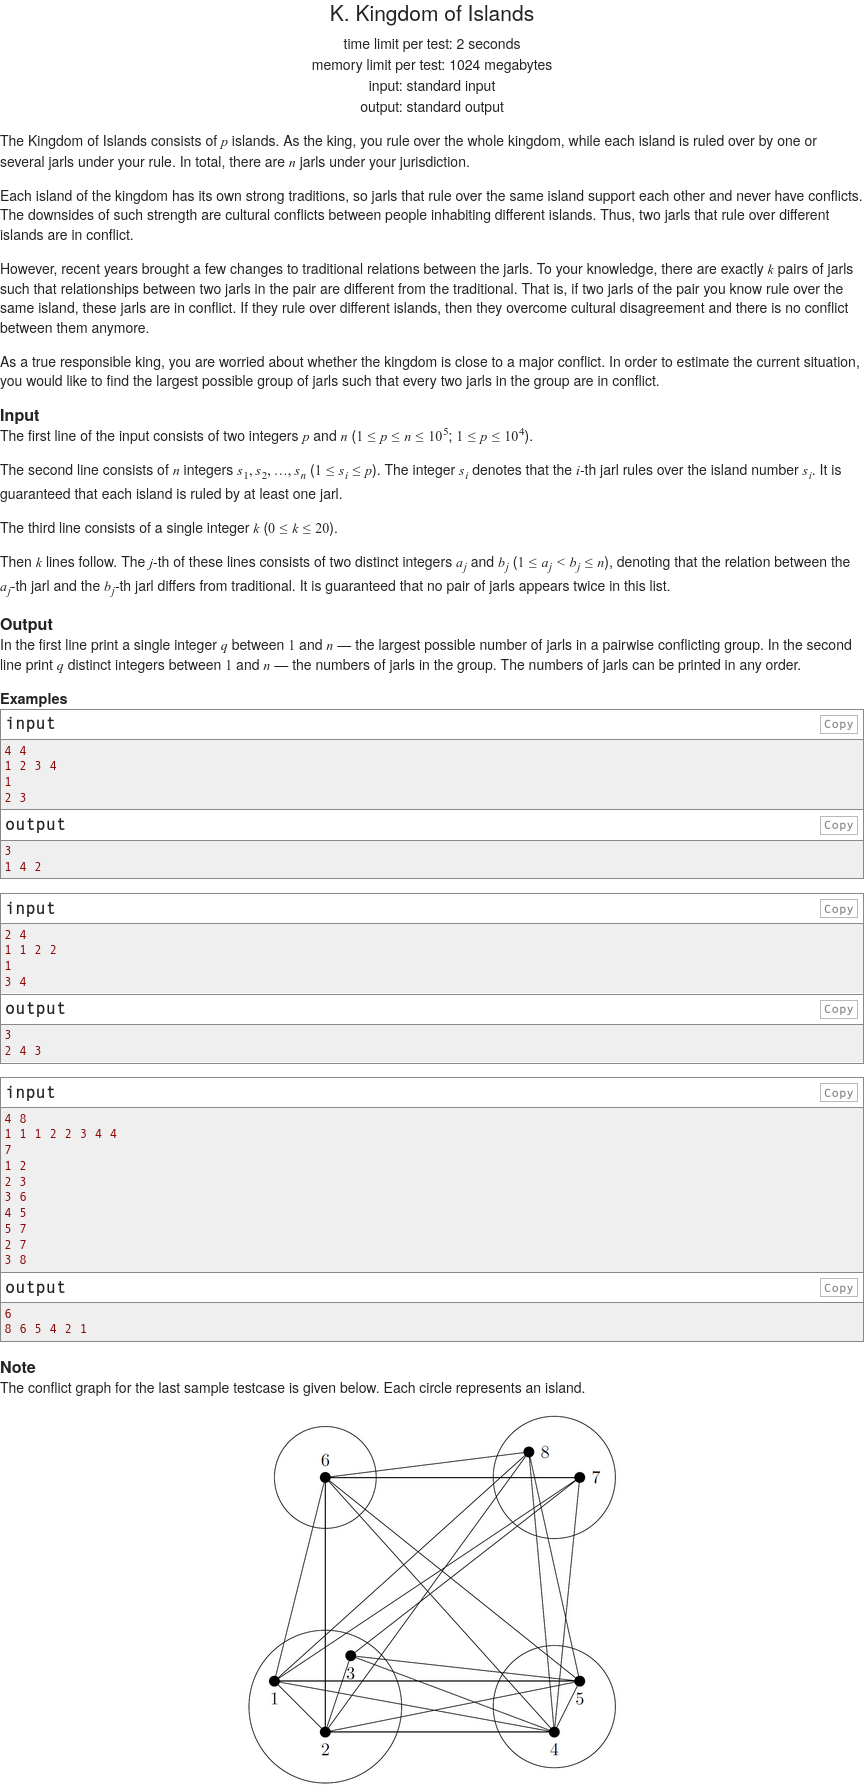 K. Kingdom of Islands
time limit per test: 2 seconds
memory limit per test: 1024 megabytes
input: standard input
output: standard output
The Kingdom of Islands consists of p islands. As the king, you rule over the whole kingdom, while each island is ruled over by one or
several jarls under your rule. In total, there are n jarls under your jurisdiction.
Each island of the kingdom has its own strong traditions, so jarls that rule over the same island support each other and never have conflicts.
The downsides of such strength are cultural conflicts between people inhabiting different islands. Thus, two jarls that rule over different
islands are in conflict.
However, recent years brought a few changes to traditional relations between the jarls. To your knowledge, there are exactly k pairs of jarls
such that relationships between two jarls in the pair are different from the traditional. That is, if two jarls of the pair you know rule over the
same island, these jarls are in conflict. If they rule over different islands, then they overcome cultural disagreement and there is no conflict
between them anymore.
As a true responsible king, you are worried about whether the kingdom is close to a major conflict. In order to estimate the current situation,
you would like to find the largest possible group of jarls such that every two jarls in the group are in conflict.
Input
The first line of the input consists of two integers p and n (1 ≤ p ≤ n ≤ 10^5; 1 ≤ p ≤ 10^4).
The second line consists of n integers s_1, s_2, …, s_n (1 ≤ s_i ≤ p). The integer s_i denotes that the i-th jarl rules over the island number s_i. It is
guaranteed that each island is ruled by at least one jarl.
The third line consists of a single integer k (0 ≤ k ≤ 20).
Then k lines follow. The j-th of these lines consists of two distinct integers a_j and b_j (1 ≤ a_j < b_j ≤ n), denoting that the relation between the
a_j-th jarl and the b_j-th jarl differs from traditional. It is guaranteed that no pair of jarls appears twice in this list.
Output
In the first line print a single integer q between 1 and n — the largest possible number of jarls in a pairwise conflicting group. In the second
line print q distinct integers between 1 and n — the numbers of jarls in the group. The numbers of jarls can be printed in any order.
Examples
input Copy
4 4
1 2 3 4
1
2 3
output Copy
3
1 4 2
input Copy
2 4
1 1 2 2
1
3 4
output Copy
3
2 4 3
input Copy
4 8
1 1 1 2 2 3 4 4
7
1 2
2 3
3 6
4 5
5 7
2 7
3 8
output Copy
6
8 6 5 4 2 1
Note
The conflict graph for the last sample testcase is given below. Each circle represents an island.
6
8
7
3
1
5
2
4